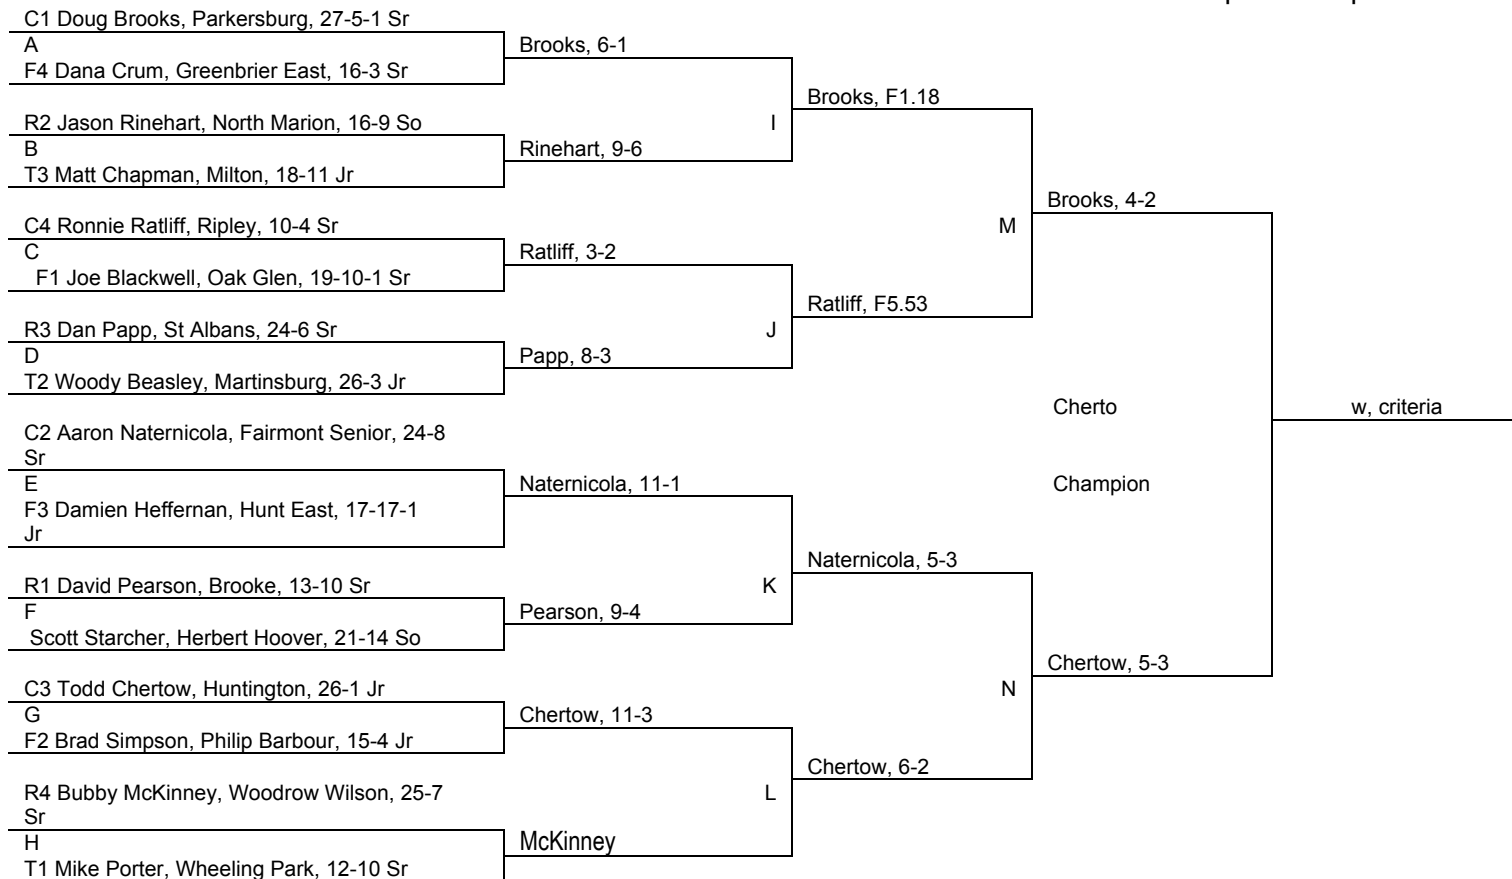 C1 Doug Brooks, Parkersburg, 27-5-1 Sr
A
Brooks, 6-1
F4 Dana Crum, Greenbrier East, 16-3 Sr
Brooks, F1.18
R2 Jason Rinehart, North Marion, 16-9 So
I
B
Rinehart, 9-6
T3 Matt Chapman, Milton, 18-11 Jr
Brooks, 4-2
C4 Ronnie Ratliff, Ripley, 10-4 Sr
M
C
Ratliff, 3-2
F1 Joe Blackwell, Oak Glen, 19-10-1 Sr
Ratliff, F5.53
R3 Dan Papp, St Albans, 24-6 Sr
J
D
Papp, 8-3
T2 Woody Beasley, Martinsburg, 26-3 Jr
Cherto
w, criteria
C2 Aaron Naternicola, Fairmont Senior, 24-8
Sr
E
Naternicola, 11-1
Champion
F3 Damien Heffernan, Hunt East, 17-17-1
Jr
Naternicola, 5-3
R1 David Pearson, Brooke, 13-10 Sr
K
F
Pearson, 9-4
Scott Starcher, Herbert Hoover, 21-14 So
Chertow, 5-3
C3 Todd Chertow, Huntington, 26-1 Jr
N
G
Chertow, 11-3
F2 Brad Simpson, Philip Barbour, 15-4 Jr
Chertow, 6-2
R4 Bubby McKinney, Woodrow Wilson, 25-7
Sr
L
H
McKinney
T1 Mike Porter, Wheeling Park, 12-10 Sr